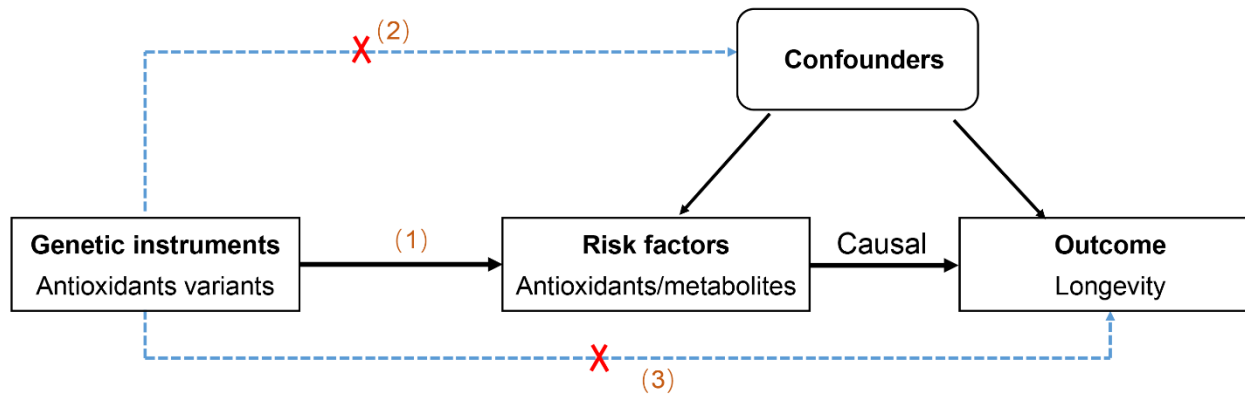 (2)
Confounders
Genetic instruments
Antioxidants variants
(1)
Risk factors
Antioxidants/metabolites
Causal
Outcome
Longevity
(3)